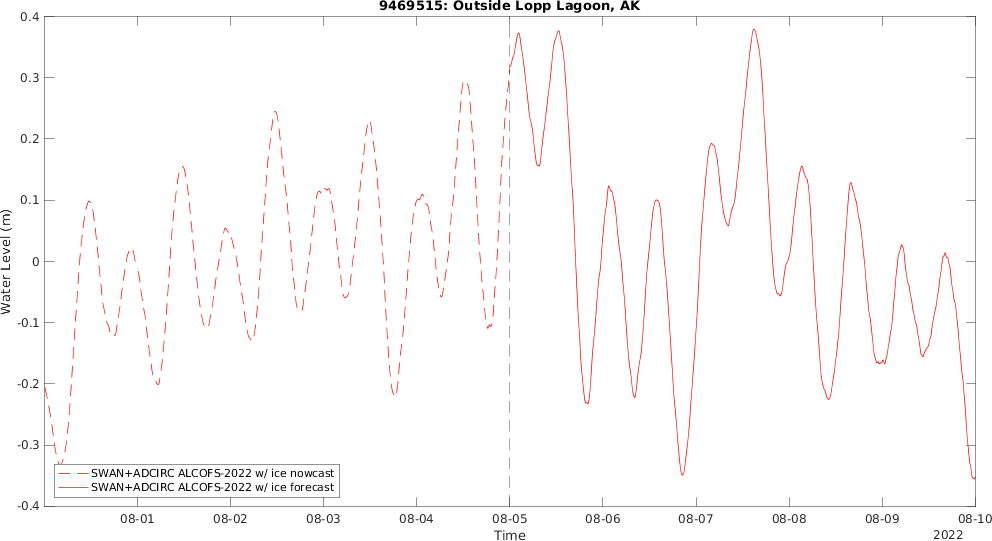 9469515: Outside Lopp Lagoon, AK
0.4
0.3
0.2
0.1
0
-0.1
-0.2
-0.3
-0.4
Water Level (m)
SWAN+ADCIRC ALCOFS-2022 w/ ice nowcast
SWAN+ADCIRC ALCOFS-2022 w/ ice forecast
08-01 08-02 08-03 08-04 08-05 08-06 08-07 08-08 08-09 08-10
Time
2022